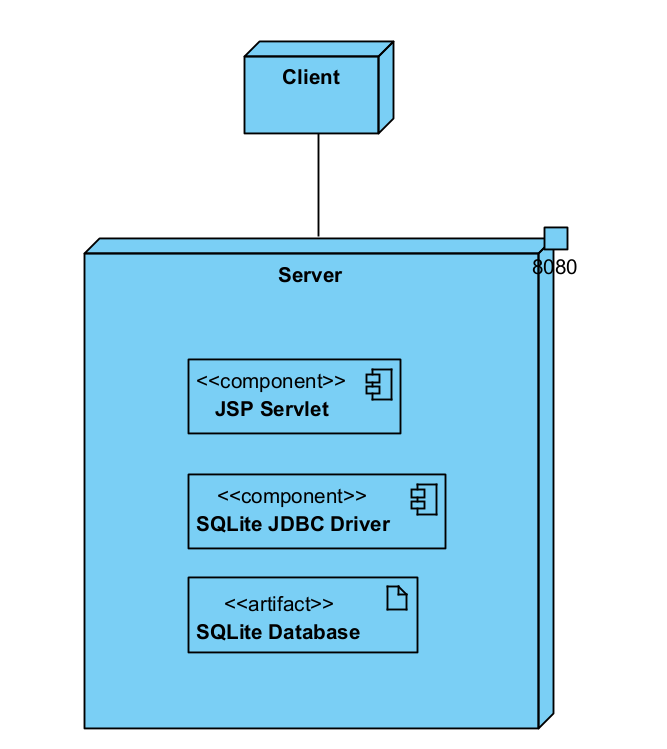 Client
8080
Server
<<component>>
JSP Servlet
<<component>>
SQLite JDBC Driver
<<artifact>>
SQLite Database